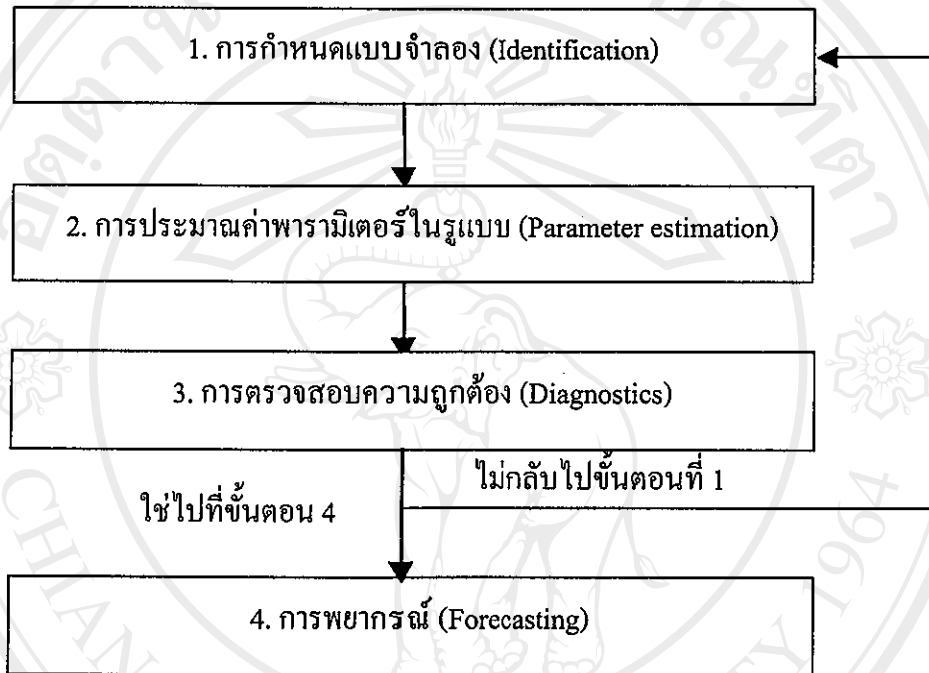 1. การกำหนดแบบจำลอง (Identification)
2. การประมาณค่าพารามิเตอร์ในรูแบบ (Parameter estimation)
3. การตรวจสอบความถูกต้อง (Diagnostics)
ไม่กลับไปขั้นตอนที่ 1
ใช่ไปที่ขั้นตอน 4
4. การพยากรณ์ (Forecasting)